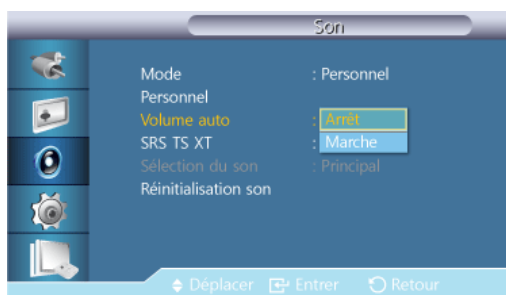 Son
Mode : Personnel
Personnel
Volume auto : Arrêt
SRS TS XT : Marche
Sélection du son : Principal
Réinitialisation son
Déplacer Entrer Retour